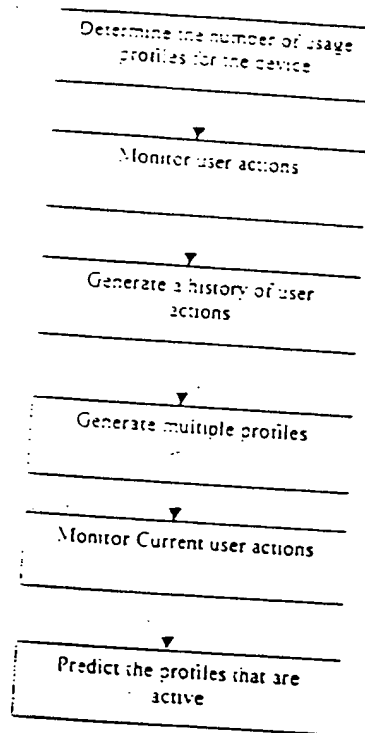 Determine the number of usage
profiles for the device
Monitor user actions
Generate a history of user
actions
Generate multiple profiles
Monitor Current user actions
Predict the profiles that are
active